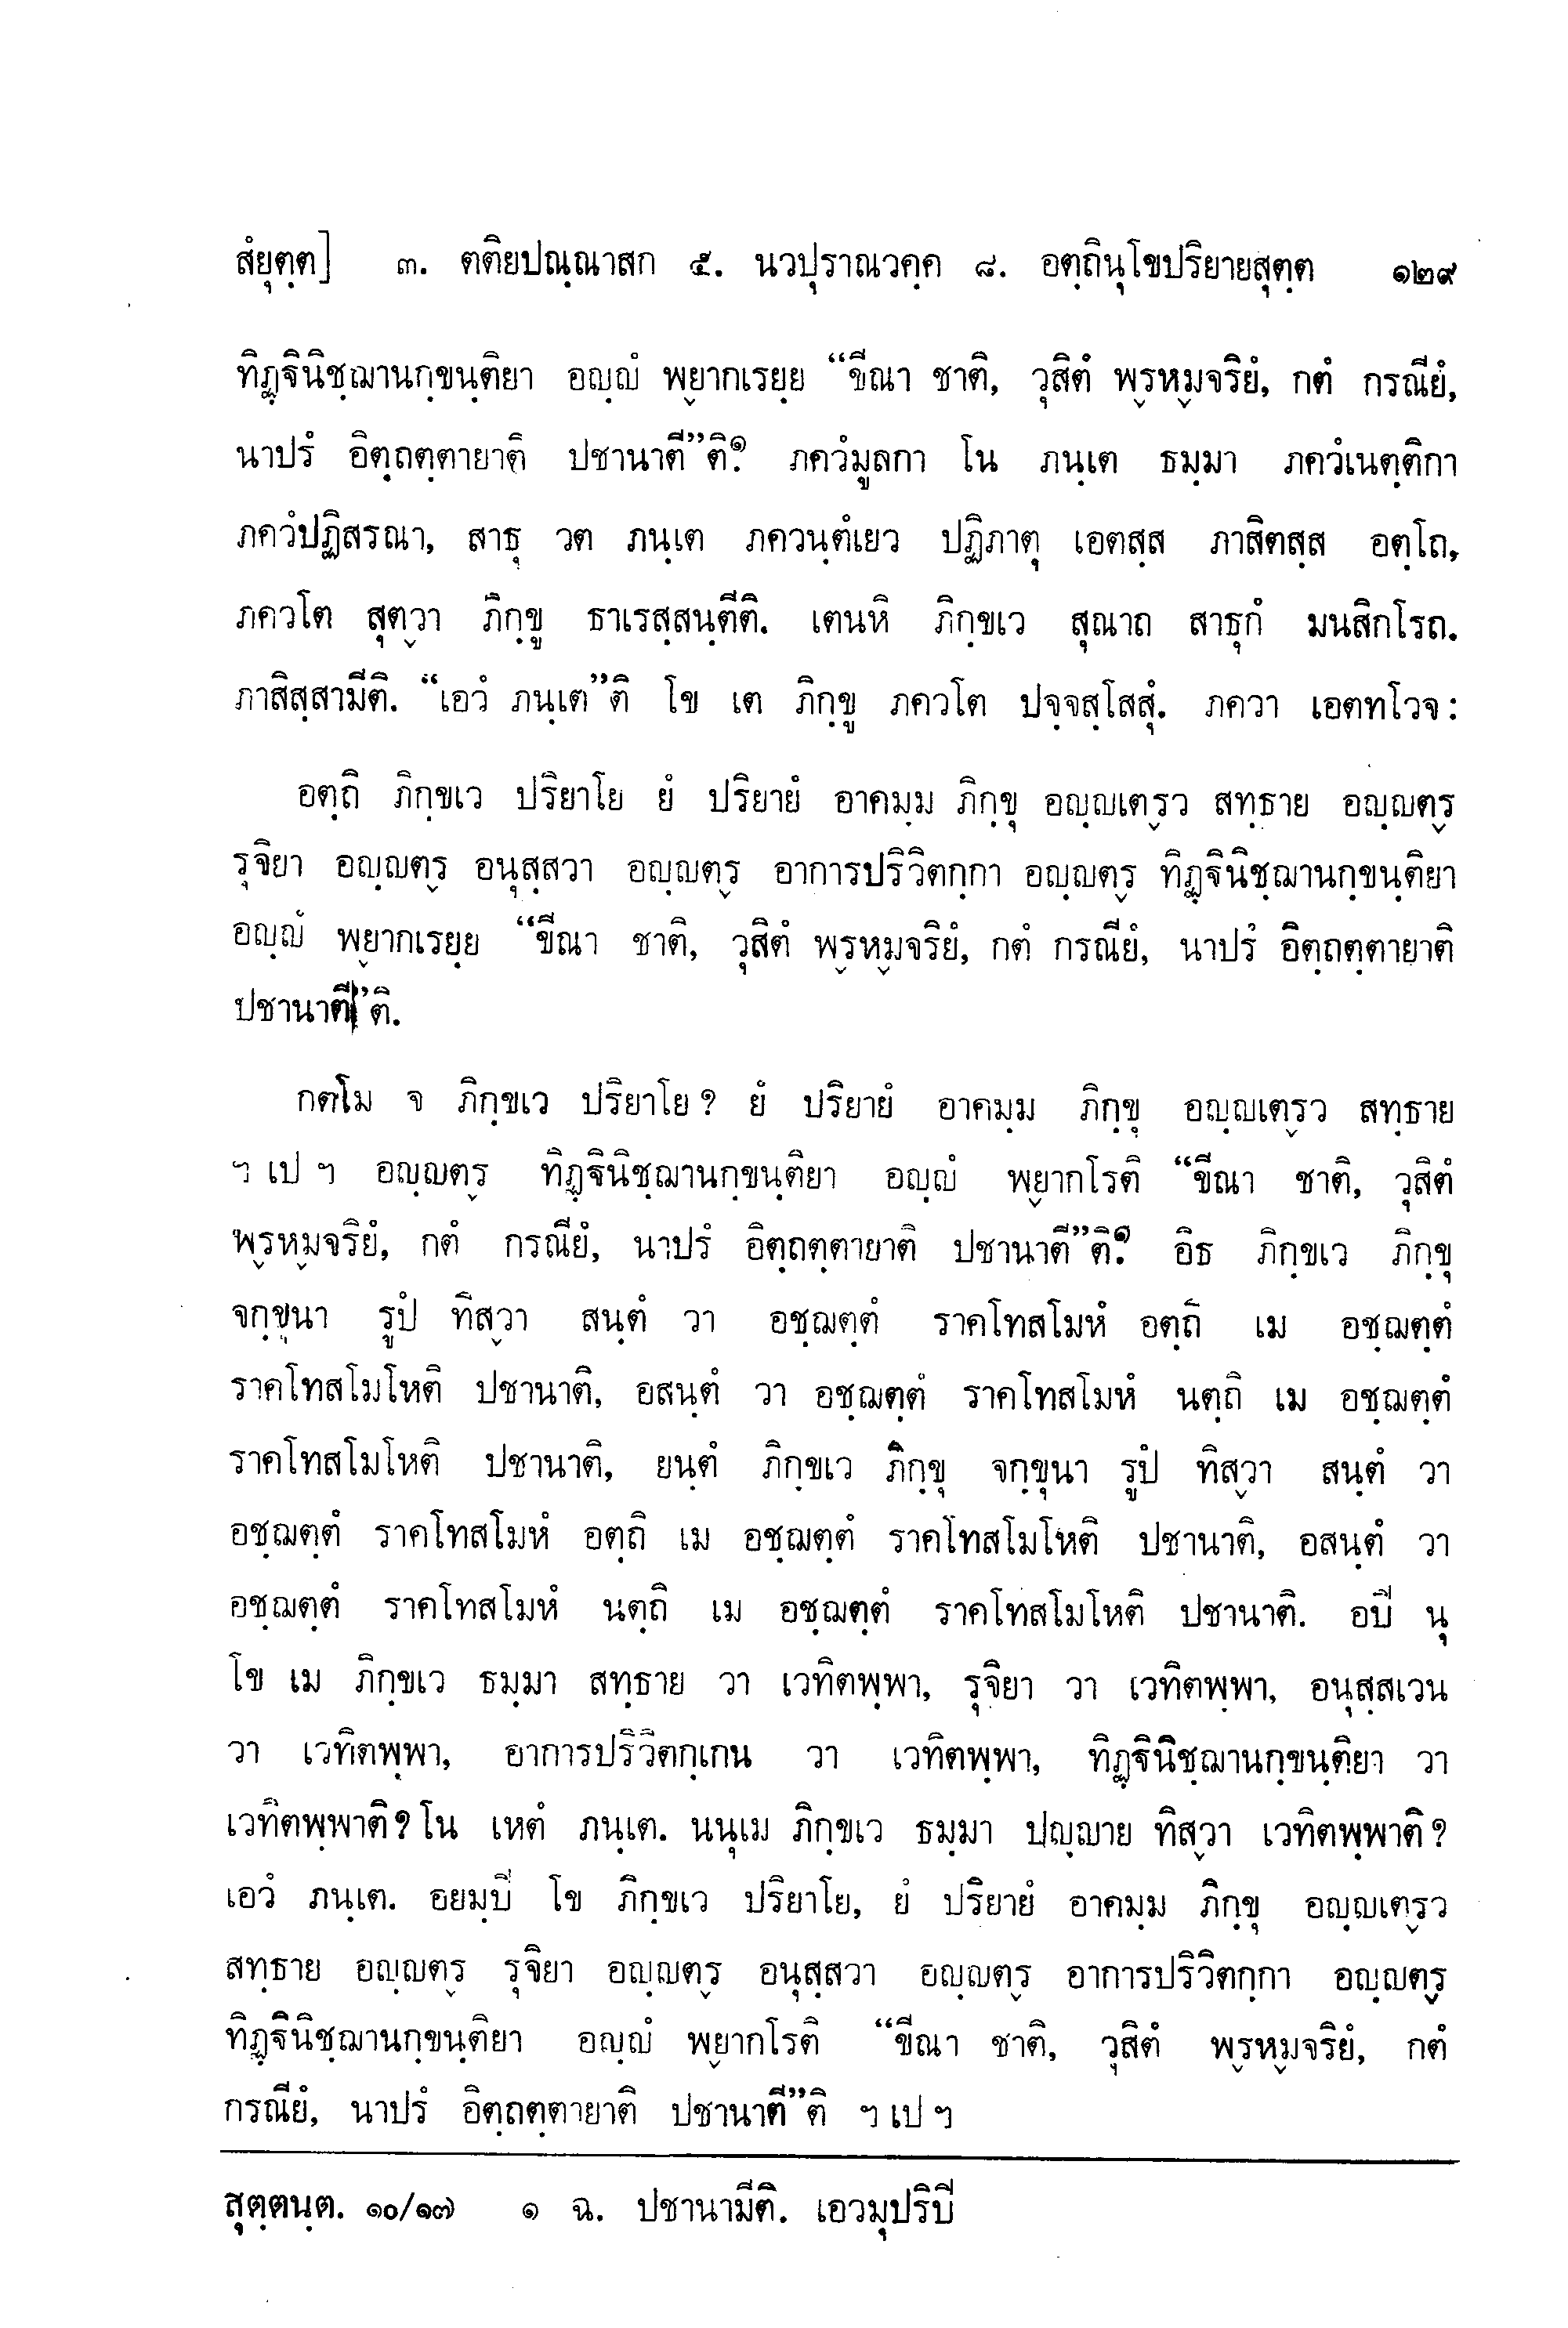 สํยุตฺต]   ๓. ตติยปณฺณาสก ๕. นวปุราณวคฺค ๘. อตฺถินุโขปริยายสุตฺต   ๑๒๙
ทิฏฺฐินิชฺฌานกฺขนฺติยา อญฺญํ พฺยากเรยฺย “ขีณา ชาติ, วุสิตํ พฺรหฺมจริยํ, กตํ กรณียํ,
นาปรํ อิตฺถตฺตายาติ ปชานาตี”ติ๑? ภควํมูลกา โน ภนฺเต ธมฺมา ภควํเนตฺติกา
ภควํปฏิสรณา, สาธุ วต ภนฺเต ภควนฺตํเยว ปฏิภาตุ เอตสฺส ภาสิตสฺส อตฺโถ,
ภควโต สุตฺวา ภิกฺขู ธาเรสฺสนฺตีติ. เตนหิ ภิกฺขเว สุณาถ สาธุกํ มนสิกโรถ.
ภาสิสฺสามีติ. “เอวํ ภนฺเต”ติ โข เต ภิกฺขู ภควโต ปจฺจสฺโสสุํ. ภควา เอตทโวจ:
อตฺถิ ภิกฺขเว ปริยาโย ยํ ปริยายํ อาคมฺม ภิกฺขุ อญฺญเตฺรว สทฺธาย อญฺญตฺร
รุจิยา อญฺญตฺร อนุสฺสวา อญฺญตฺร อาการปริวิตกฺกา อญฺญตฺร ทิฏฺฐินิชฺฌานกฺขนฺติยา
อญฺญํ พฺยากเรยฺย “ขีณา ชาติ, วุสิตํ พฺรหฺมจริยํ, กตํ กรณียํ, นาปรํ อิตฺถตฺตายาติ
ปชานาตี”ติ.
กตโม จ ภิกฺขเว ปริยาโย? ยํ ปริยายํ อาคมฺม ภิกฺขุ อญฺญเตฺรว สทฺธาย
ฯ เป ฯ อญฺญตฺร ทิฏฺฐินิชฺฌานกฺขนฺติยา อญฺญํ พฺยากโรติ “ขีณา ชาติ, วุสิตํ
พฺรหฺมจริยํ, กตํ กรณียํ, นาปรํ อิตฺถตฺตายาติ ปชานาตี”ติ๑? อิธ ภิกฺขเว ภิกฺขุ
จกฺขุนา รูปํ ทิสฺวา สนฺตํ วา อชฺฌตฺตํ ราคโทสโมหํ อตฺถิ เม อชฺฌตฺตํ
ราคโทสโมโหติ ปชานาติ, อสนฺตํ วา อชฺฌตฺตํ ราคโทสโมหํ นตฺถิ เม อชฺฌตฺตํ
ราคโทสโมโหติ ปชานาติ, ยนฺตํ ภิกฺขเว ภิกฺขุ จกฺขุนา รูปํ ทิสฺวา สนฺตํ วา
อชฺฌตฺตํ ราคโทสโมหํ อตฺถิ เม อชฺฌตฺตํ ราคโทสโมโหติ ปชานาติ, อสนฺตํ วา
อชฺฌตฺตํ ราคโทสโมหํ นตฺถิ เม อชฺฌตฺตํ ราคโทสโมโหติ ปชานาติ. อปิ นุ
โข เม ภิกฺขเว ธมฺมา สทฺธาย วา เวทิตพฺพา, รุจิยา วา เวทิตพฺพา, อนุสฺสเวน
วา เวทิตพฺพา, อาการปริวิตกฺเกน วา เวทิตพฺพา, ทิฏฺฐินิชฺฌานกฺขนฺติยา วา
เวทิตพฺพาติ? โน เหตํ ภนฺเต. นนุเม ภิกฺขเว ธมฺมา ปญฺญาย ทิสฺวา เวทิตพฺพาติ?
เอวํ ภนฺเต. อยมฺปิ โข ภิกฺขเว ปริยาโย, ยํ ปริยายํ อาคมฺม ภิกฺขุ อญฺญเตฺรว
สทฺธาย อญฺญตฺร รุจิยา อญฺญตฺร อนุสฺสวา อญฺญตฺร อาการปริวิตกฺกา อญฺญตฺร
ทิฏฺฐินิชฺฌานกฺขนฺติยา อญฺญํ พฺยากโรติ “ขีณา ชาติ, วุสิตํ พฺรหฺมจริยํ, กตํ
กรณียํ, นาปรํ อิตฺถตฺตายาติ ปชานาตี”ติ ฯ เป ฯ
สุตฺตนฺต. ๑๐/๑๗   ๑ ฉ. ปชานามีติ. เอวมุปริปิ